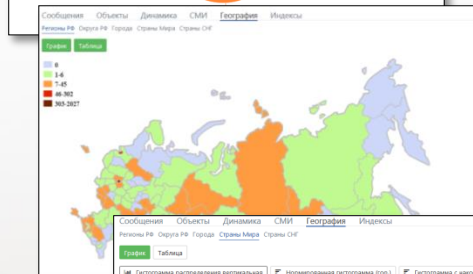 Сообщения Объекты Динамика СМИ География Индексы
Регионы РФ Округа РФ Города Страны Мира Страны СНГ
График Таблица
0
1-6
7-45
46-302
303-2027
Сообщения Объекты Динамика СМИ География Индексы
Регионы РФ Округа РФ Города Страны Мира Страны СНГ
График Таблица
Гистограмма распределения вертикальная Нормированная гистограмма (гор.) Гистограмма с